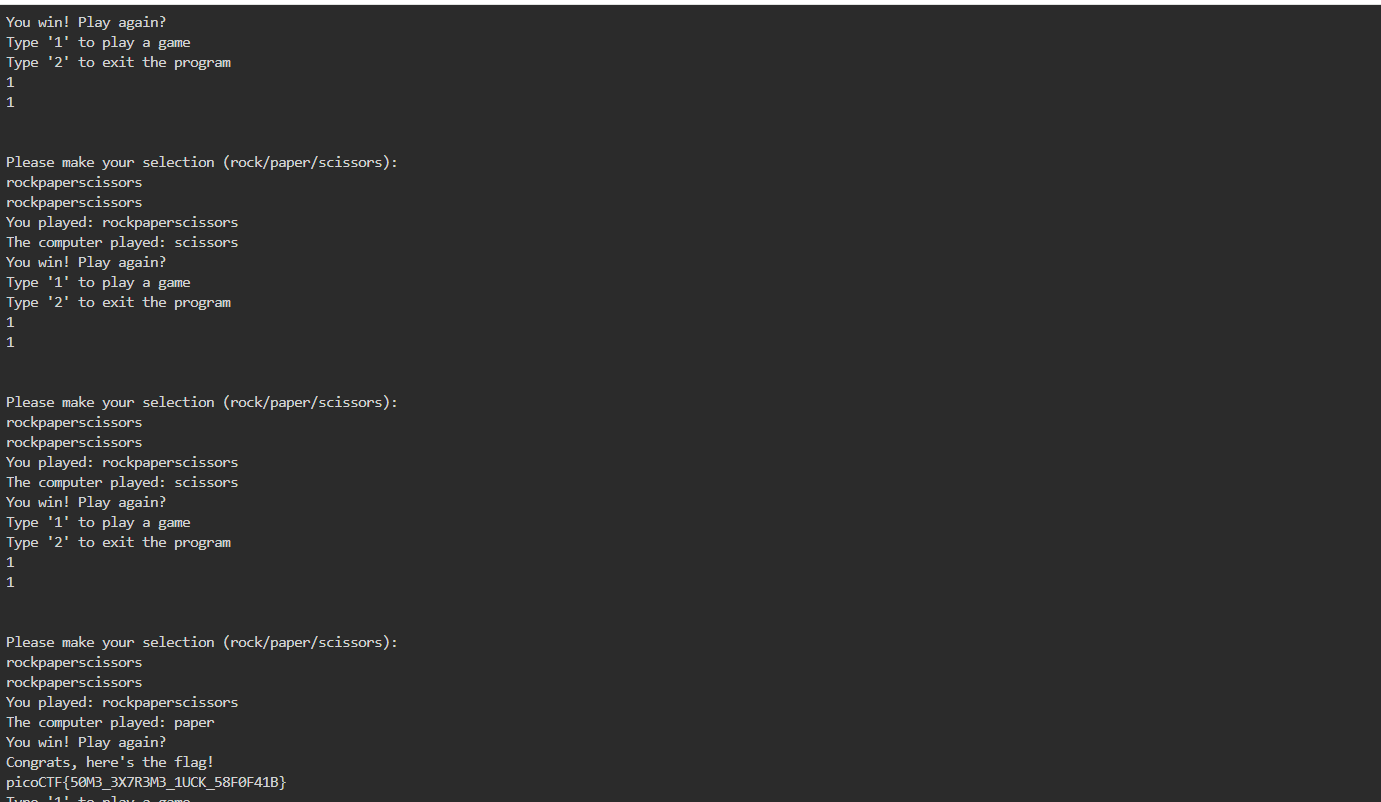 You win! Play again?
Type '1' to play a game
Type '2' to exit the program
1
1
Please make your selection (rock/paper/scissors):
rockpaperscissors
rockpaperscissors
You played: rockpaperscissors
The computer played: scissors
You win! Play again?
Type '1' to play a game
Type '2' to exit the program
1
1
Please make your selection (rock/paper/scissors):
rockpaperscissors
rockpaperscissors
You played: rockpaperscissors
The computer played: scissors
You win! Play again?
Type '1' to play a game
Type '2' to exit the program
1
1
Please make your selection (rock/paper/scissors):
rockpaperscissors
rockpaperscissors
You played: rockpaperscissors
The computer played: paper
You win! Play again?
Congrats, here's the flag!
picoCTF{50M3_3X7R3M3_1UCK_58F0F41B}
Type '1' to play a game